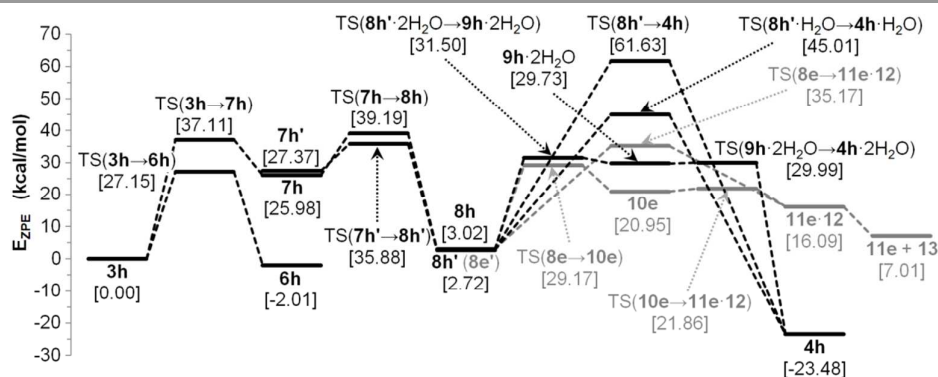 E_ZPE (kcal/mol)
70
60
50
40
30
20
10
0
-10
-20
-30
3h
[0.00]
TS(3h→6h)
[27.15]
TS(3h→7h)
[37.11]
6h
[-2.01]
7h'
[27.37]
7h
[25.98]
TS(7h→8h)
[39.19]
TS(7h'→8h')
[35.88]
8h
[3.02]
8h' (8e')
[2.72]
TS(8h'·2H₂O→9h·2H₂O)
[31.50]
9h·2H₂O
[29.73]
TS(8e→10e)
[29.17]
TS(8h'→4h)
[61.63]
TS(8h'·H₂O→4h·H₂O)
[45.01]
TS(8e→11e·12)
[35.17]
10e
[20.95]
TS(10e→11e·12)
[21.86]
TS(9h·2H₂O→4h·2H₂O)
[29.99]
11e·12
[16.09]
11e + 13
[7.01]
4h
[-23.48]